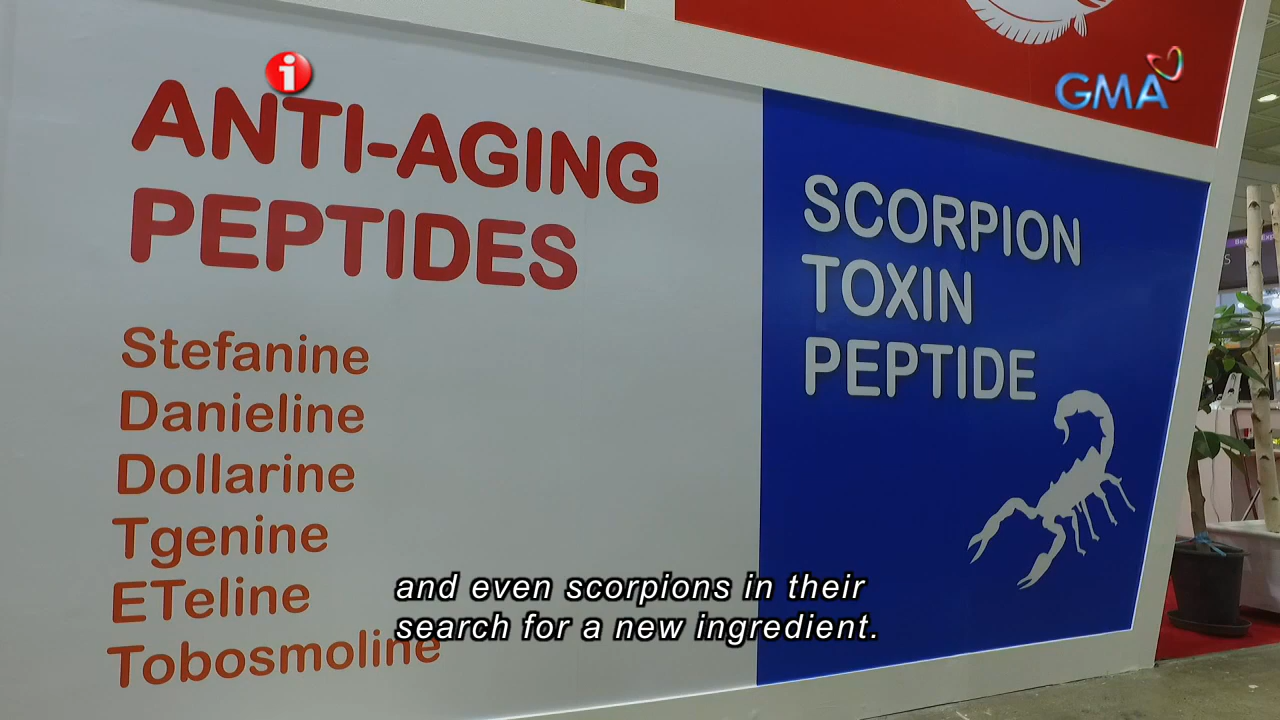 i
GMA
ANTI-AGING
PEPTIDES
Stefanine
Danieline
Dollarine
Tgenine
ETeline
Tobosmoline
SCORPION
TOXIN
PEPTIDE
and even scorpions in their
search for a new ingredient.